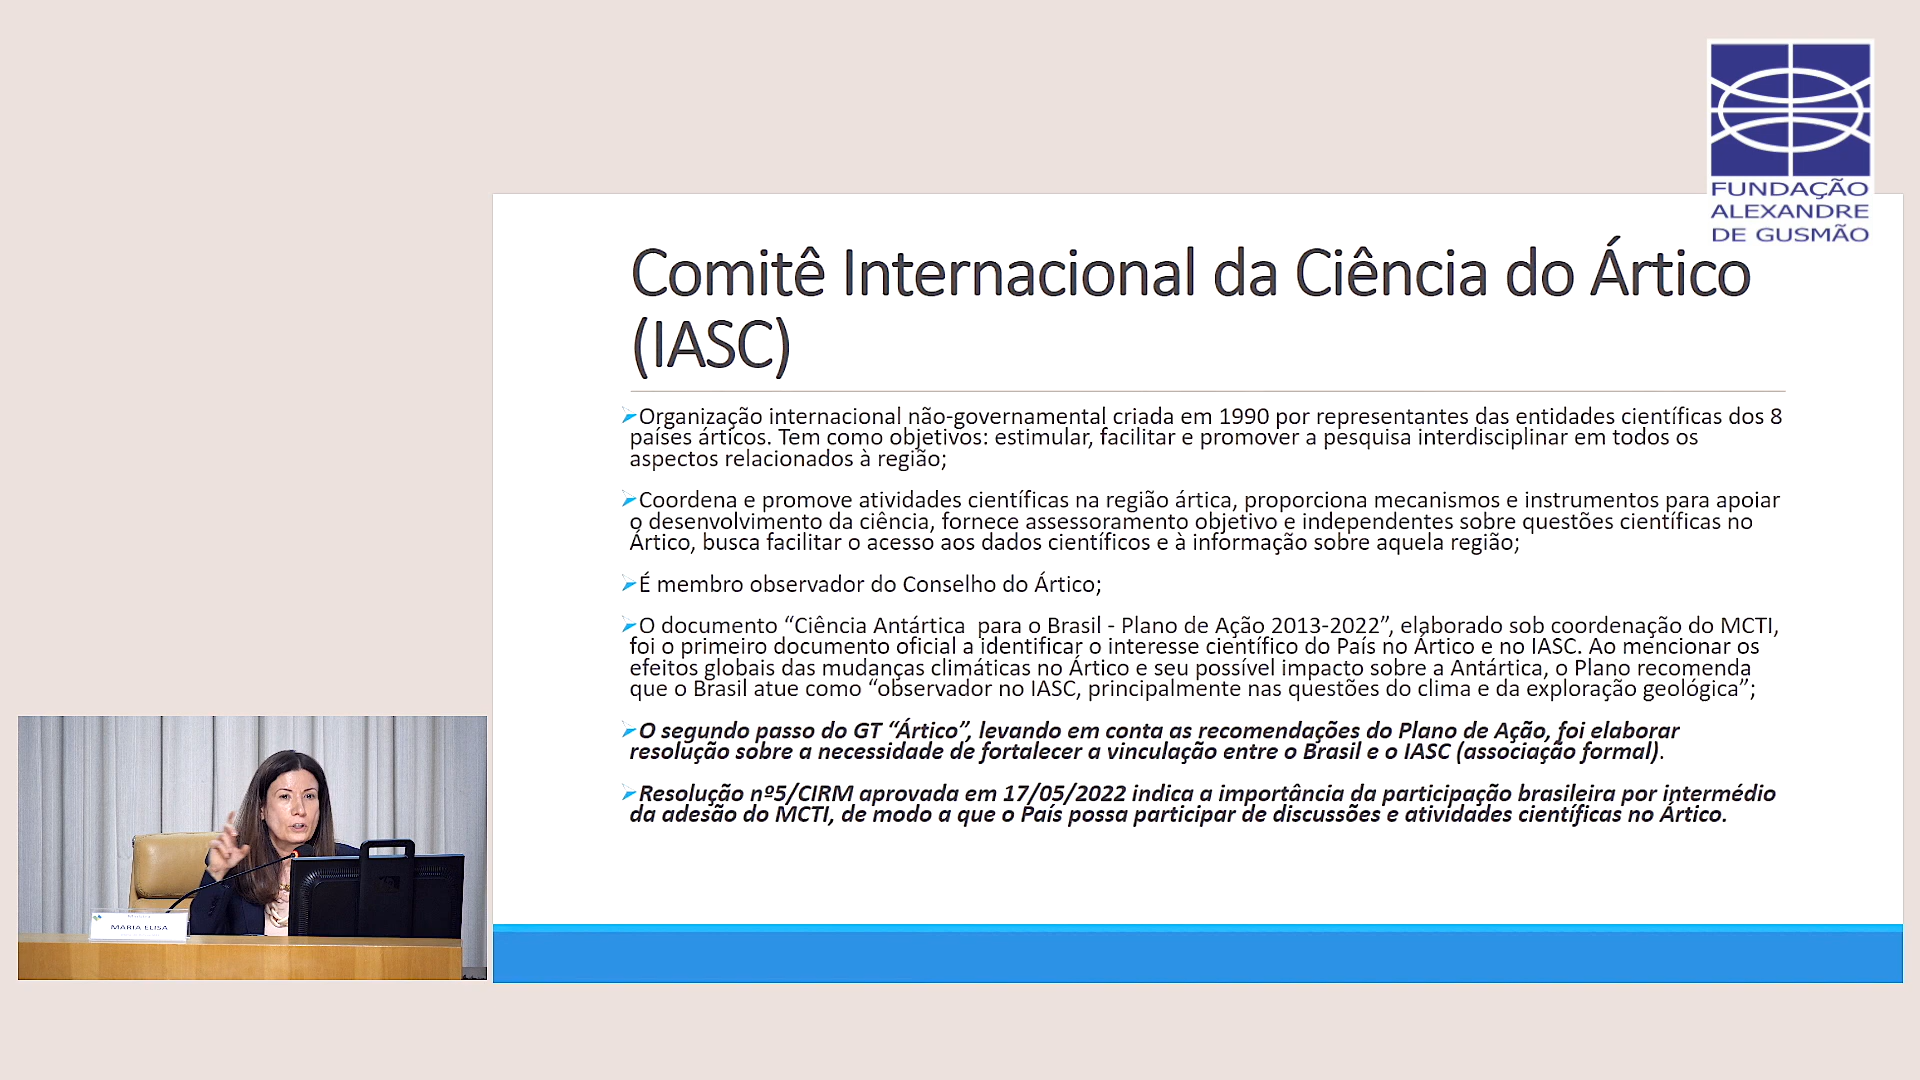 FUNDAÇÃO
ALEXANDRE
DE GUSMÃO
Comitê Internacional da Ciência do Ártico
(IASC)
Organização internacional não-governamental criada em 1990 por representantes das entidades científicas dos 8
países árticos. Tem como objetivos: estimular, facilitar e promover a pesquisa interdisciplinar em todos os
aspectos relacionados à região;
Coordena e promove atividades científicas na região ártica, proporciona mecanismos e instrumentos para apoiar
o desenvolvimento da ciência, fornece assessoramento objetivo e independentes sobre questões científicas no
Ártico, busca facilitar o acesso aos dados científicos e à informação sobre aquela região;
É membro observador do Conselho do Ártico;
O documento “Ciência Antártica  para o Brasil - Plano de Ação 2013-2022”, elaborado sob coordenação do MCTI,
foi o primeiro documento oficial a identificar o interesse científico do País no Ártico e no IASC. Ao mencionar os
efeitos globais das mudanças climáticas no Ártico e seu possível impacto sobre a Antártica, o Plano recomenda
que o Brasil atue como “observador no IASC, principalmente nas questões do clima e da exploração geológica”;
O segundo passo do GT “Ártico”, levando em conta as recomendações do Plano de Ação, foi elaborar
resolução sobre a necessidade de fortalecer a vinculação entre o Brasil e o IASC (associação formal).
Resolução nº5/CIRM aprovada em 17/05/2022 indica a importância da participação brasileira por intermédio
da adesão do MCTI, de modo a que o País possa participar de discussões e atividades científicas no Ártico.
MARIA ELISA